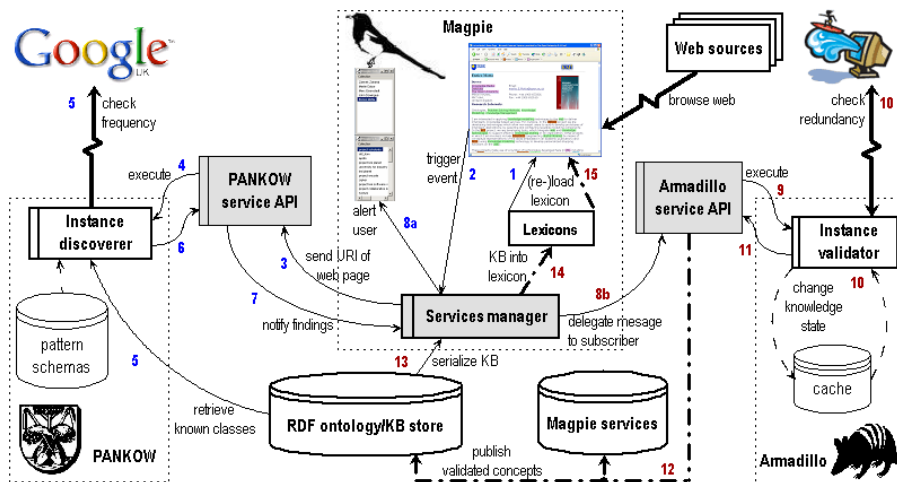 Google™
UK
Magpie
Web sources
5
check
frequency
browse web
check
redundancy
10
4
execute
PANKOW
service API
trigger
event
2
1
15
(re-)load
lexicon
Armadillo
service API
execute
9
Instance
discoverer
6
alert
user
8a
Lexicons
Instance
validator
11
10
3
send URI of
web page
KB into
lexicon
14
7
notify findings
Services manager
8b
delegate mesage
to subscriber
change
knowledge
state
pattern
schemas
5
13
serialize KB
cache
retrieve
known classes
RDF ontology/KB store
Magpie services
PANKOW
publish
validated concepts
12
Armadillo